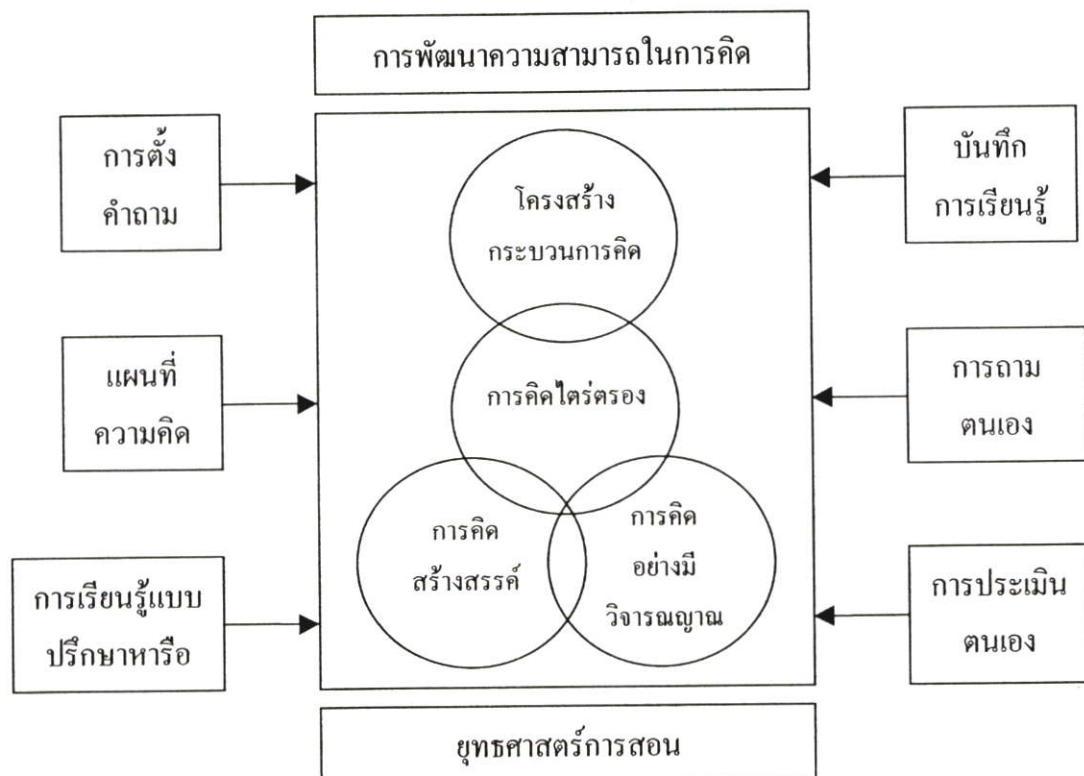 การพัฒนาความสามารถในการคิด
การตั้ง
คำถาม
บันทึก
การเรียนรู้
โครงสร้าง
กระบวนการคิด
แผนที่
ความคิด
การคิดไตร่ตรอง
การถาม
ตนเอง
การคิด
สร้างสรรค์
การคิด
อย่างมี
วิจารณญาณ
การเรียนรู้แบบ
ปรึกษาหารือ
การประเมิน
ตนเอง
ยุทธศาสตร์การสอน